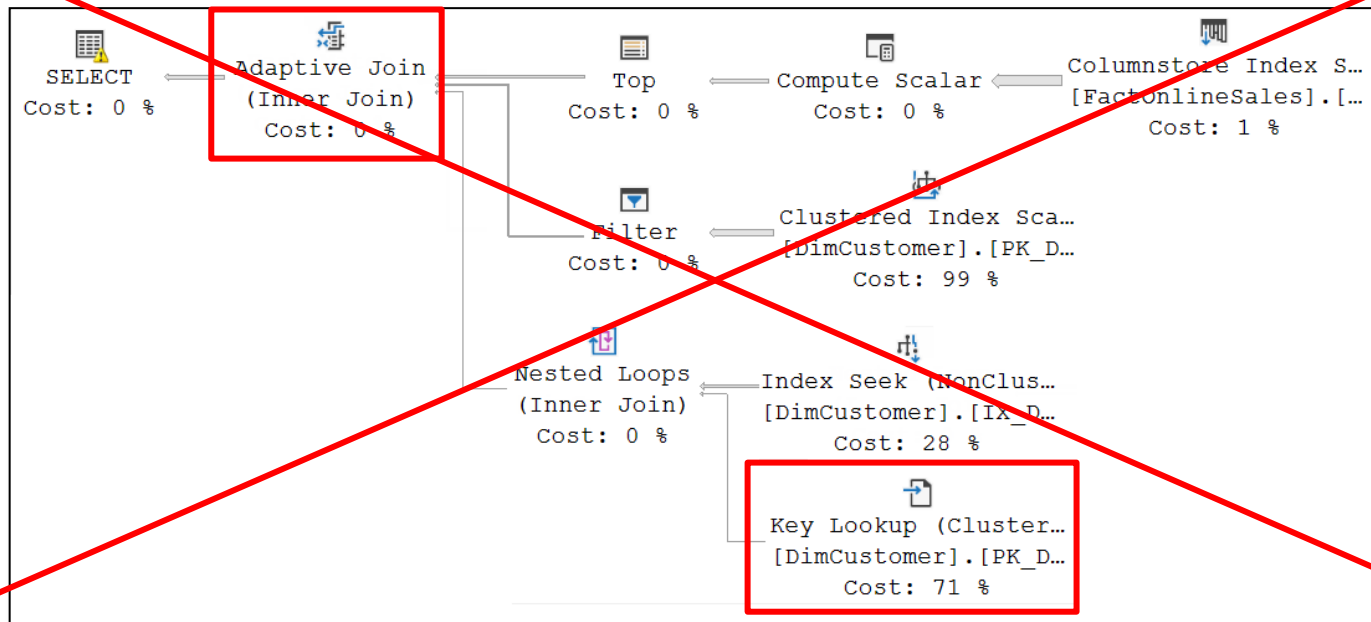 SELECT
Cost: 0 %
Adaptive Join
(Inner Join)
Cost: 0 %
Top
Cost: 0 %
Compute Scalar
Cost: 0 %
Columnstore Index S...
[FactOnlineSales].[...
Cost: 1 %
Filter
Cost: 0 %
Clustered Index Sca...
[DimCustomer].[PK_D...
Cost: 99 %
Nested Loops
(Inner Join)
Cost: 0 %
Index Seek (NonClus...
[DimCustomer].[IX_D...
Cost: 28 %
Key Lookup (Cluster...
[DimCustomer].[PK_D...
Cost: 71 %